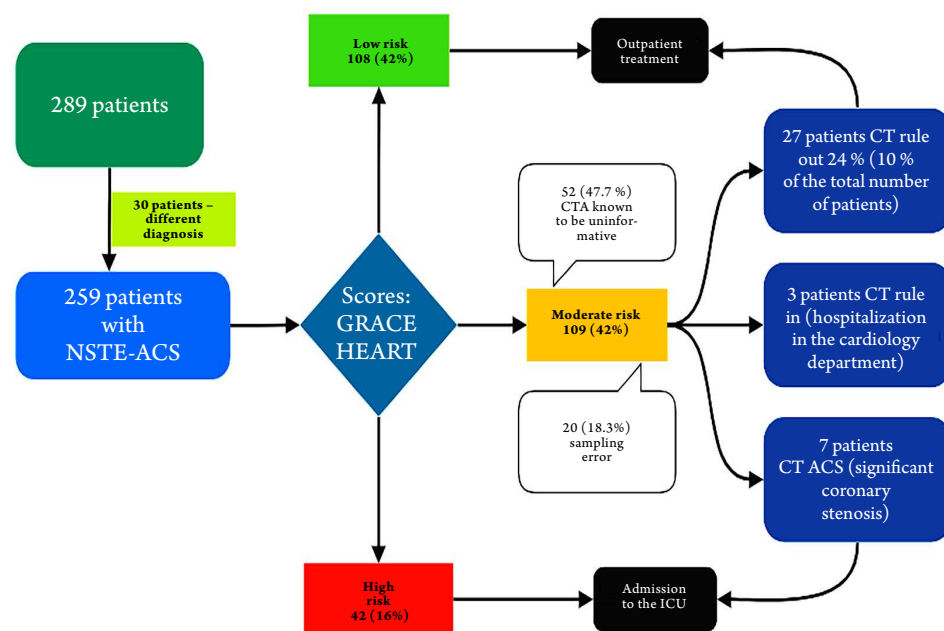 289 patients
30 patients –
different
diagnosis
259 patients
with
NSTE-ACS
Scores:
GRACE
HEART
Low risk
108 (42%)
Outpatient
treatment
52 (47.7 %)
CTA known
to be uninfor-
mative
Moderate risk
109 (42%)
20 (18.3%)
sampling
error
27 patients CT rule
out 24 % (10 %
of the total number
of patients)
3 patients CT rule
in (hospitalization
in the cardiology
department)
7 patients
CT ACS (significant
coronary
stenosis)
High
risk
42 (16%)
Admission
to the ICU